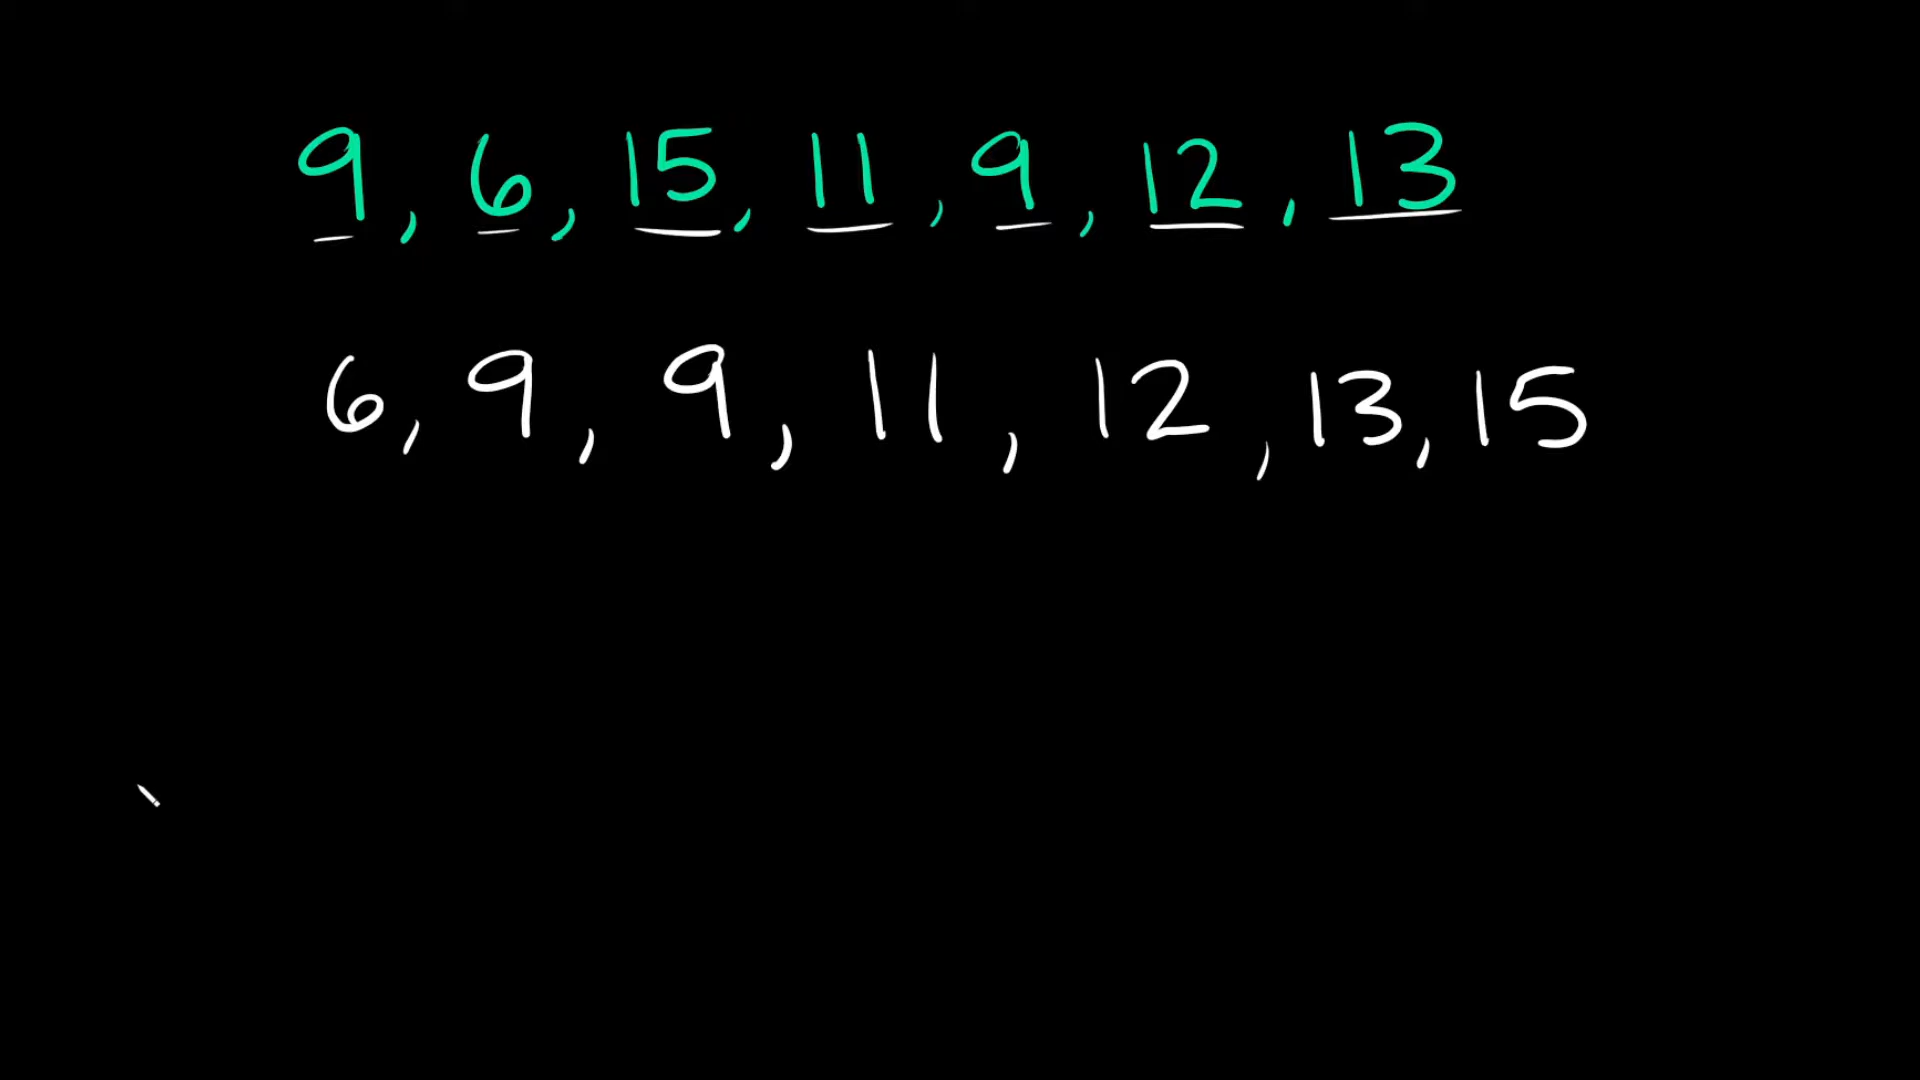 9, 6, 15, 11, 9, 12, 13
6, 9, 9, 11, 12, 13, 15